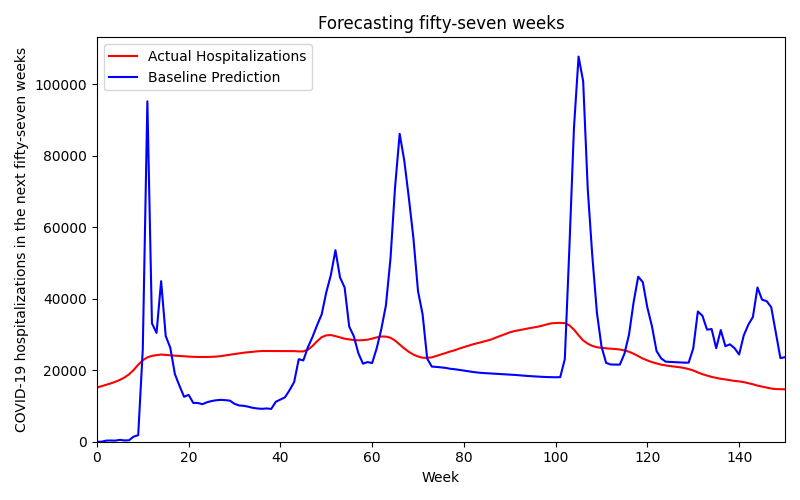 Forecasting fifty-seven weeks
Actual Hospitalizations
Baseline Prediction
COVID-19 hospitalizations in the next fifty-seven weeks
100000
80000
60000
40000
20000
0
0 20 40 60 80 100 120 140
Week